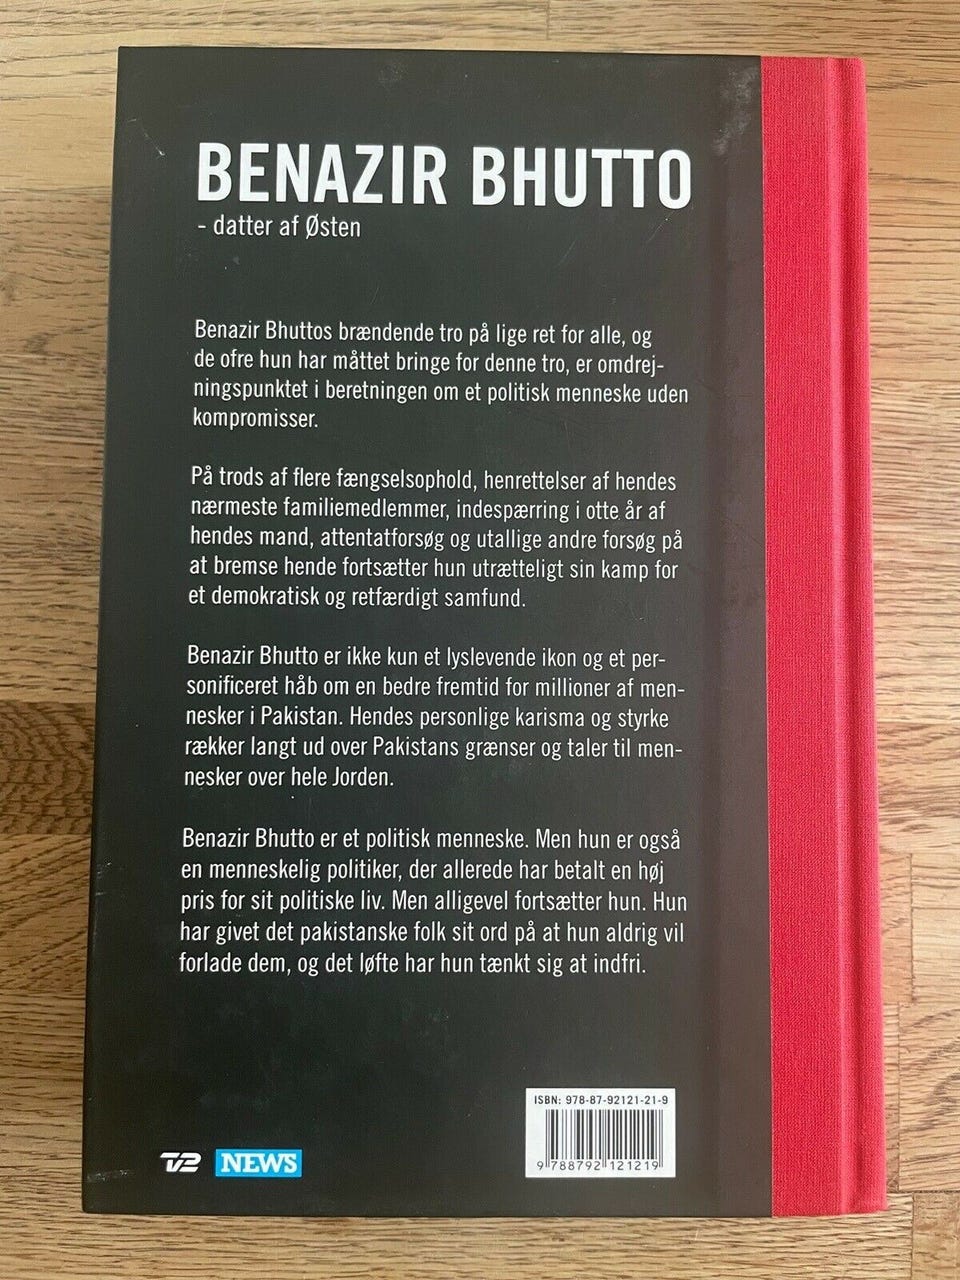 BENAZIR BHUTTO
- datter af Østen
Benazir Bhuttos brændende tro på lige ret for alle, og
de ofre hun har måttet bringe for denne tro, er omdrej-
ningspunktet i beretningen om et politisk menneske uden
kompromisser.
På trods af flere fængselsophold, henrettelser af hendes
nærmeste familiemedlemmer, indespærring i otte år af
hendes mand, attentatforsøg og utallige andre forsøg på
at bremse hende fortsætter hun utrætteligt sin kamp for
et demokratisk og retfærdigt samfund.
Benazir Bhutto er ikke kun et lyslevende ikon og et per-
sonificeret håb om en bedre fremtid for millioner af men-
nesker i Pakistan. Hendes personlige karisma og styrke
rækker langt ud over Pakistans grænser og taler til men-
nesker over hele Jorden.
Benazir Bhutto er et politisk menneske. Men hun er også
en menneskelig politiker, der allerede har betalt en høj
pris for sit politiske liv. Men alligevel fortsætter hun. Hun
har givet det pakistanske folk sit ord på at hun aldrig vil
forlade dem, og det løfte har hun tænkt sig at indfri.
ISBN: 978-87-92121-21-9
9 788792 121219
TV2 NEWS